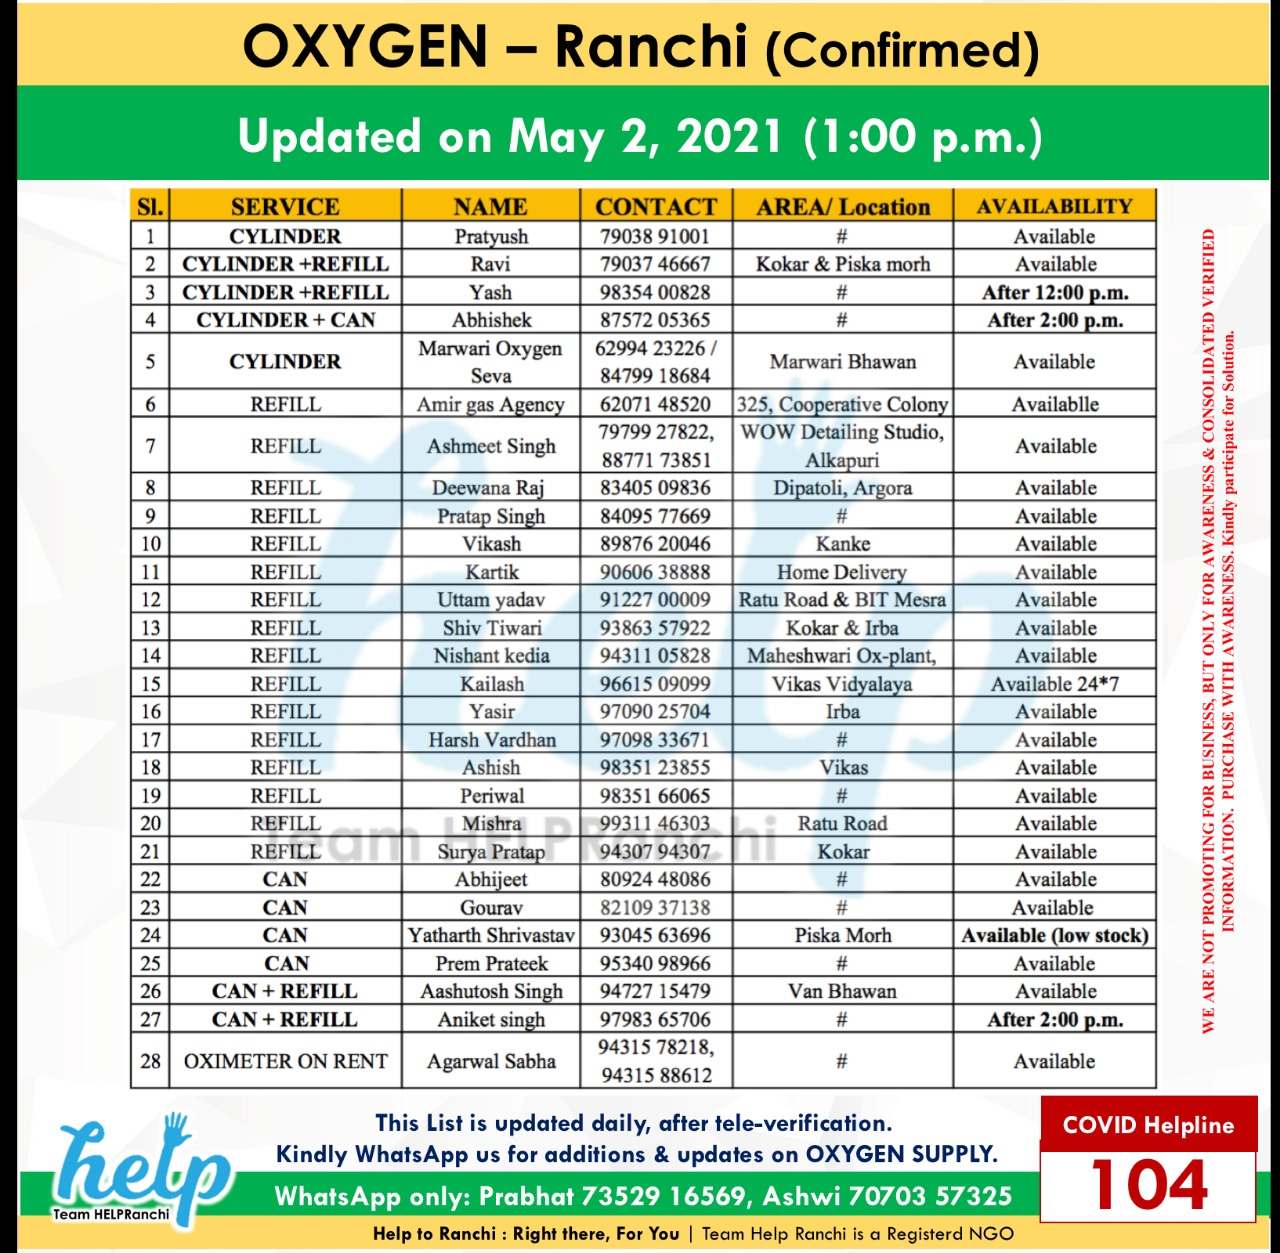 OXYGEN – Ranchi (Confirmed)
Updated on May 2, 2021 (1:00 p.m.)
Sl. SERVICE NAME CONTACT AREA/ Location AVAILABILITY
1 CYLINDER Pratyush 79038 91001 # Available
2 CYLINDER +REFILL Ravi 79037 46667 Kokar & Piska morh Available
3 CYLINDER +REFILL Yash 98354 00828 # After 12:00 p.m.
4 CYLINDER + CAN Abhishek 87572 05365 # After 2:00 p.m.
5 CYLINDER Marwari Oxygen Seva 62994 23226 / 84799 18684 Marwari Bhawan Available
6 REFILL Amir gas Agency 62071 48520 325, Cooperative Colony Availablle
7 REFILL Ashmeet Singh 79799 27822, 88771 73851 WOW Detailing Studio, Alkapuri Available
8 REFILL Deewana Raj 83405 09836 Dipatoli, Argora Available
9 REFILL Pratap Singh 84095 77669 # Available
10 REFILL Vikash 89876 20046 Kanke Available
11 REFILL Kartik 90606 38888 Home Delivery Available
12 REFILL Uttam yadav 91227 00009 Ratu Road & BIT Mesra Available
13 REFILL Shiv Tiwari 93863 57922 Kokar & Irba Available
14 REFILL Nishant kedia 94311 05828 Maheshwari Ox-plant, Available
15 REFILL Kailash 96615 09099 Vikas Vidyalaya Available 24*7
16 REFILL Yasir 97090 25704 Irba Available
17 REFILL Harsh Vardhan 97098 33671 # Available
18 REFILL Ashish 98351 23855 Vikas Available
19 REFILL Periwal 98351 66065 # Available
20 REFILL Mishra 99311 46303 Ratu Road Available
21 REFILL Surya Pratap 94307 94307 Kokar Available
22 CAN Abhijeet 80924 48086 # Available
23 CAN Gourav 82109 37138 # Available
24 CAN Yatharth Shrivastav 93045 63696 Piska Morh Available (low stock)
25 CAN Prem Prateek 95340 98966 # Available
26 CAN + REFILL Aashutosh Singh 94727 15479 Van Bhawan Available
27 CAN + REFILL Aniket singh 97983 65706 # After 2:00 p.m.
28 OXIMETER ON RENT Agarwal Sabha 94315 78218, 94315 88612 # Available
help
Team HELPRanchi
WE ARE NOT PROMOTING FOR BUSINESS, BUT ONLY FOR AWARENESS & CONSOLIDATED VERIFIED
INFORMATION. PURCHASE WITH AWARENESS. Kindly participate for Solution.
help
Team HELPRanchi
This List is updated daily, after tele-verification.
Kindly WhatsApp us for additions & updates on OXYGEN SUPPLY.
WhatsApp only: Prabhat 73529 16569, Ashwi 70703 57325
Help to Ranchi : Right there, For You | Team Help Ranchi is a Registerd NGO
COVID Helpline
104